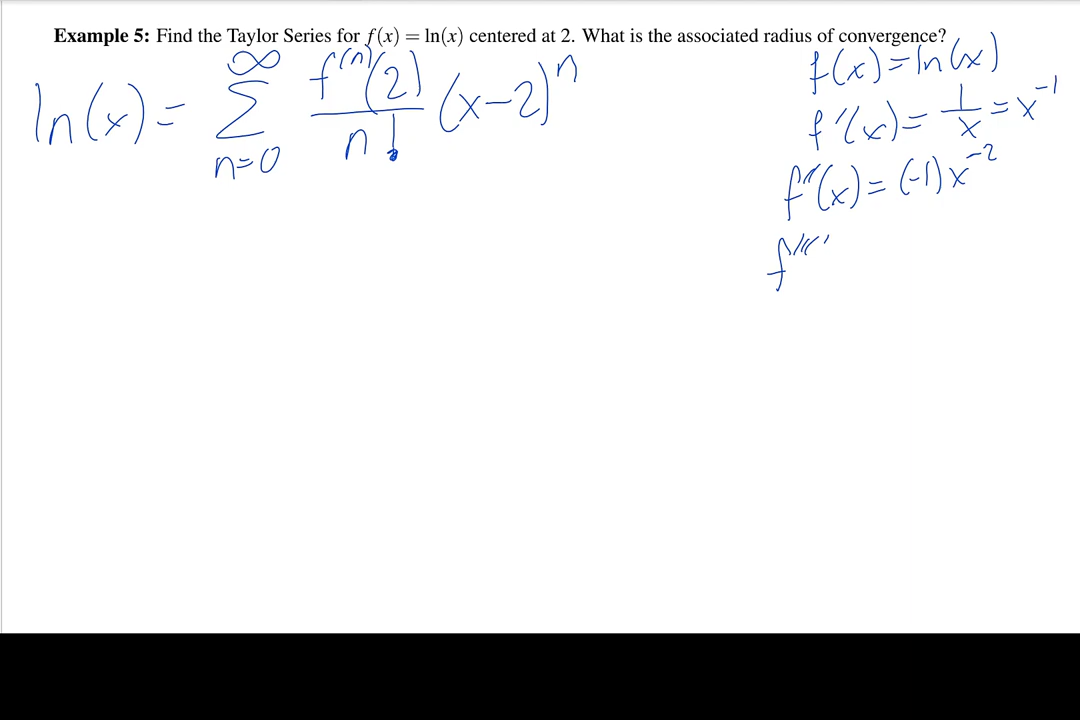 Example 5: Find the Taylor Series for f(x) = ln(x) centered at 2. What is the associated radius of convergence?
ln(x) = ∑_{n=0}^{∞} f^{(n)}(2)/n! (x-2)^n
f(x) = ln(x)
f'(x) = 1/x = x^{-1}
f''(x) = (-1)x^{-2}
f'''